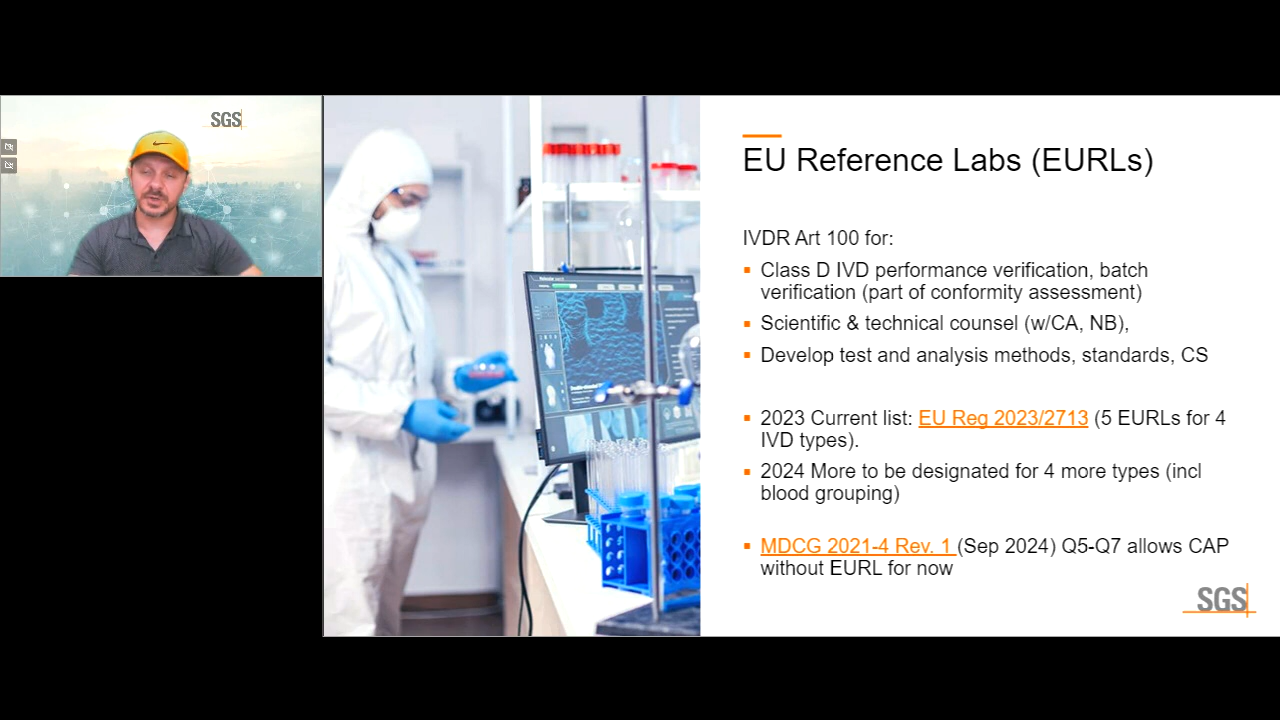 SGS
EU Reference Labs (EURLs)
IVDR Art 100 for:
Class D IVD performance verification, batch
verification (part of conformity assessment)
Scientific & technical counsel (w/CA, NB),
Develop test and analysis methods, standards, CS
2023 Current list: EU Reg 2023/2713 (5 EURLs for 4
IVD types).
2024 More to be designated for 4 more types (incl
blood grouping)
MDCG 2021-4 Rev. 1 (Sep 2024) Q5-Q7 allows CAP
without EURL for now
SGS